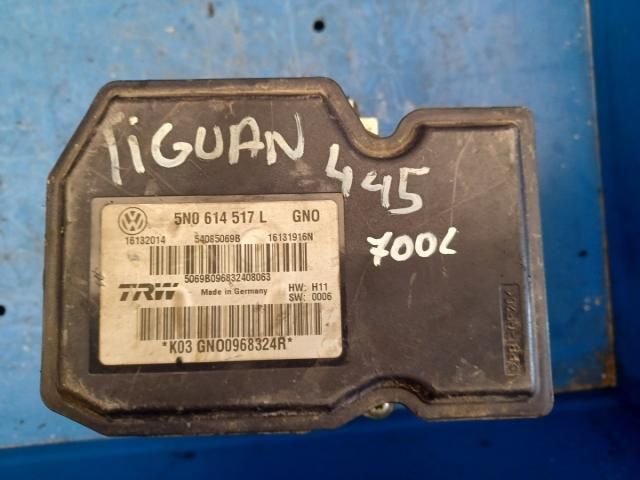 TiGUAN
445
700L
5N0 614 517 L GNO
16132014 54085069B 16131916N
5069B096832408063
TRW Made in Germany HW: H11
SW: 0006
*K03 GNO0968324R*